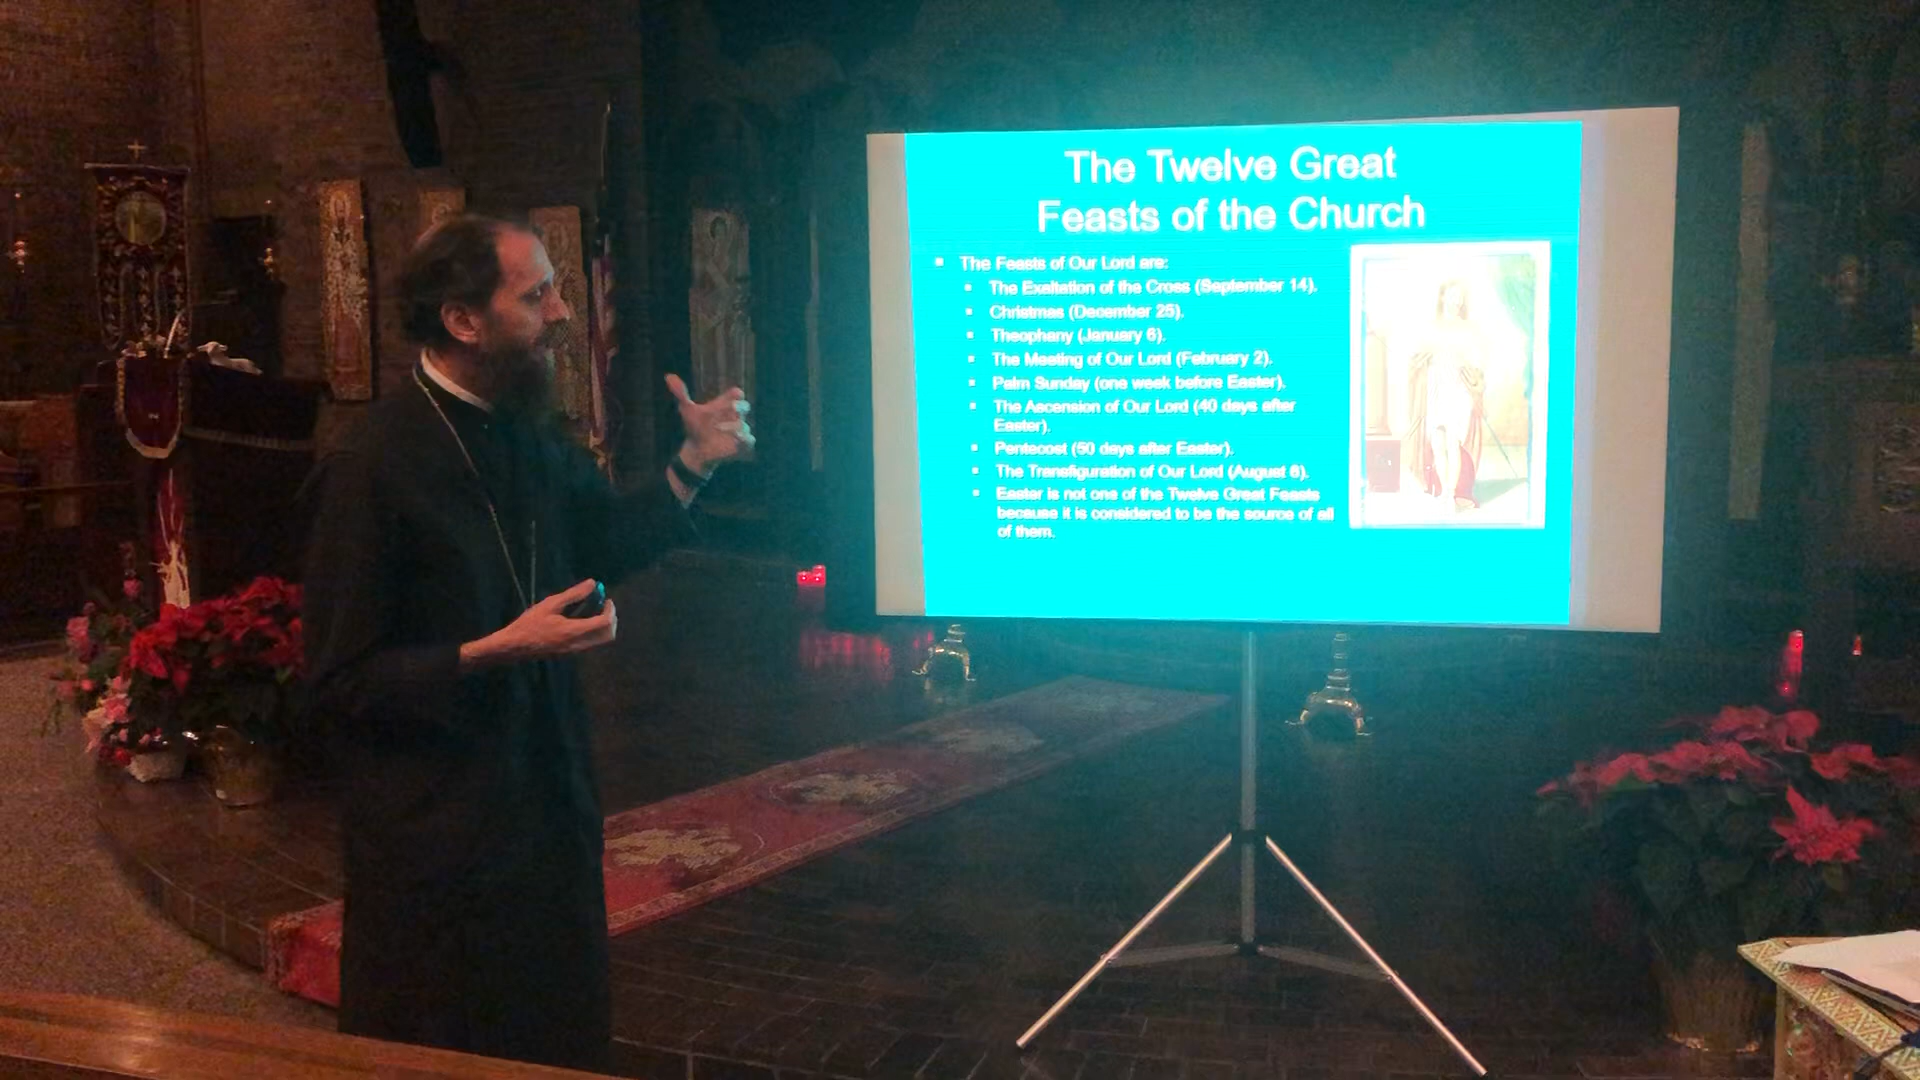 The Twelve Great
Feasts of the Church
The Feasts of Our Lord are:
The Exaltation of the Cross (September 14).
Christmas (December 25).
Theophany (January 6).
The Meeting of Our Lord (February 2).
Palm Sunday (one week before Easter).
The Ascension of Our Lord (40 days after
Easter).
Pentecost (50 days after Easter).
The Transfiguration of Our Lord (August 6).
Easter is not one of the Twelve Great Feasts
because it is considered to be the source of all
of them.